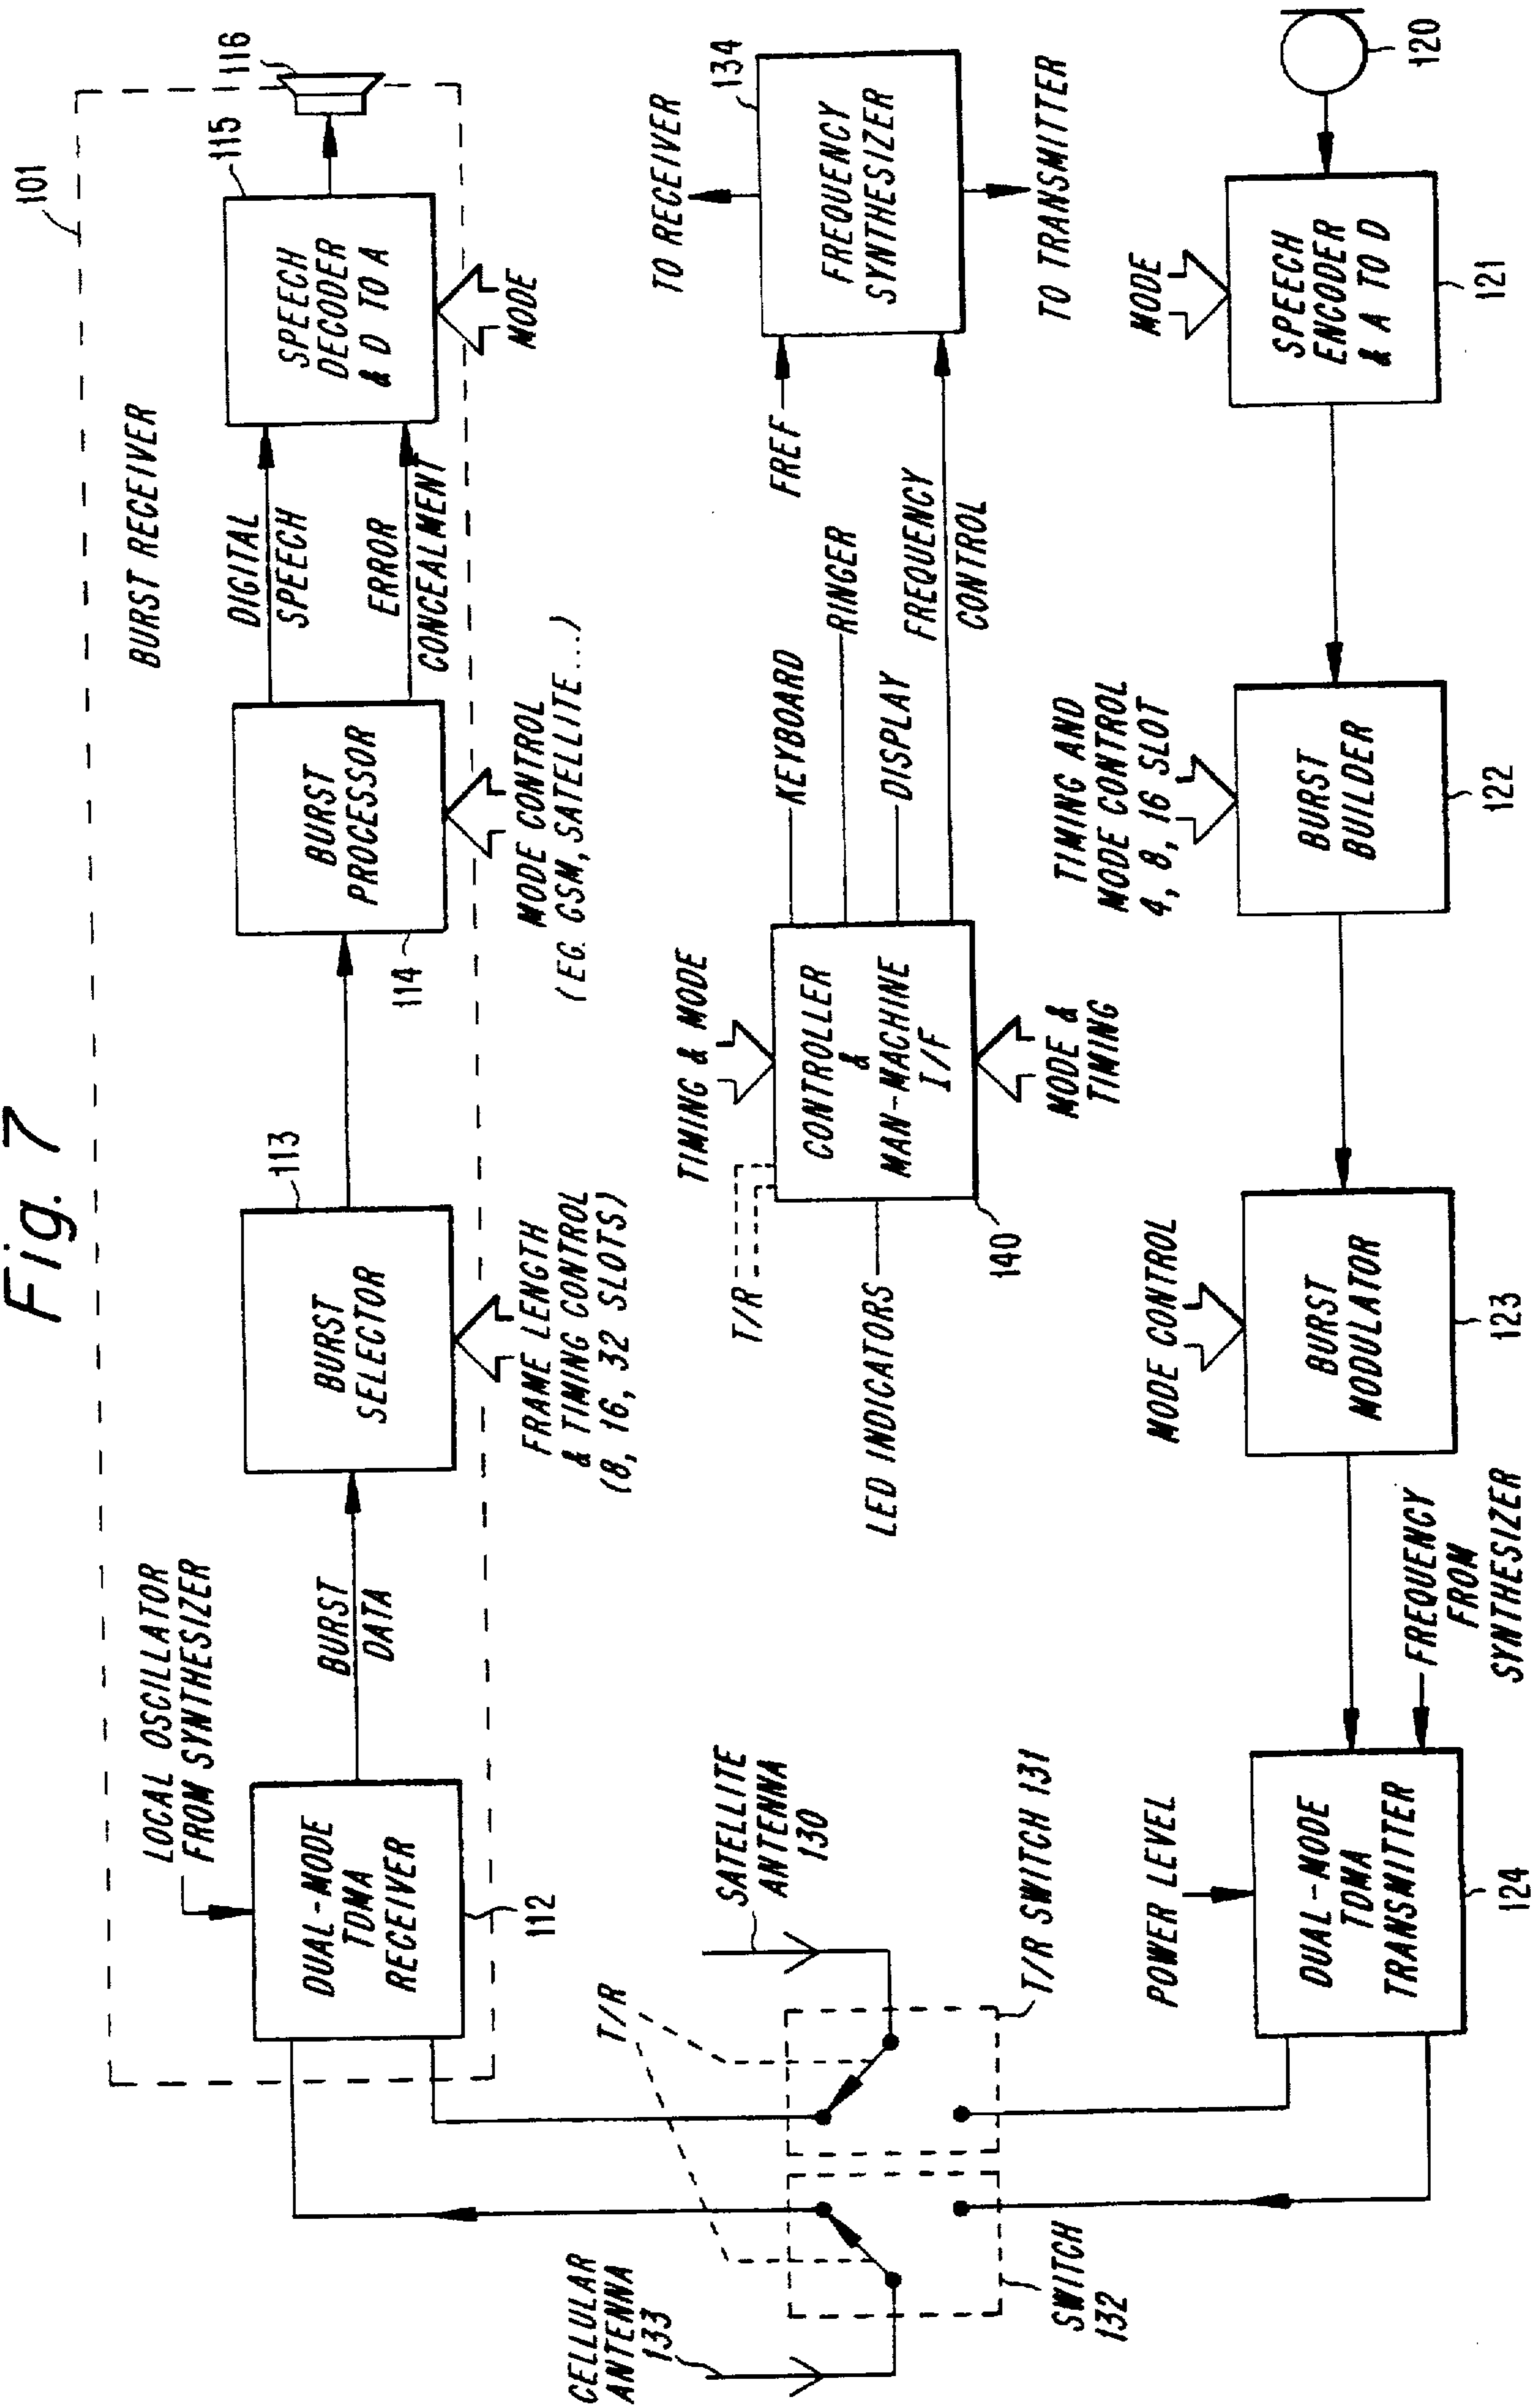 Fig. 7
101
BURST RECEIVER
LOCAL OSCILLATOR
FROM SYNTHESIZER
DUAL-MODE
TDMA
RECEIVER
112
BURST
DATA
113
BURST
SELECTOR
FRAME LENGTH
& TIMING CONTROL
(8, 16, 32 SLOTS)
BURST
PROCESSOR
114
MODE CONTROL
(EG. GSM, SATELLITE...)
DIGITAL
SPEECH
ERROR
CONCEALMENT
115
SPEECH
DECODER
& D TO A
MODE
116
CELLULAR
ANTENNA
133
T/R
SATELLITE
ANTENNA
130
T/R SWITCH 131
SWITCH
132
T/R
TIMING & MODE
CONTROLLER
&
MAN-MACHINE
I/F
LED INDICATORS
140
MODE &
TIMING
KEYBOARD
RINGER
DISPLAY
FREQUENCY
CONTROL
FREF
TO RECEIVER
134
FREQUENCY
SYNTHESIZER
TO TRANSMITTER
POWER LEVEL
DUAL-MODE
TDMA
TRANSMITTER
124
FREQUENCY
FROM
SYNTHESIZER
MODE CONTROL
BURST
MODULATOR
123
TIMING AND
MODE CONTROL
4, 8, 16 SLOT
BURST
BUILDER
122
MODE
SPEECH
ENCODER
& A TO D
121
120